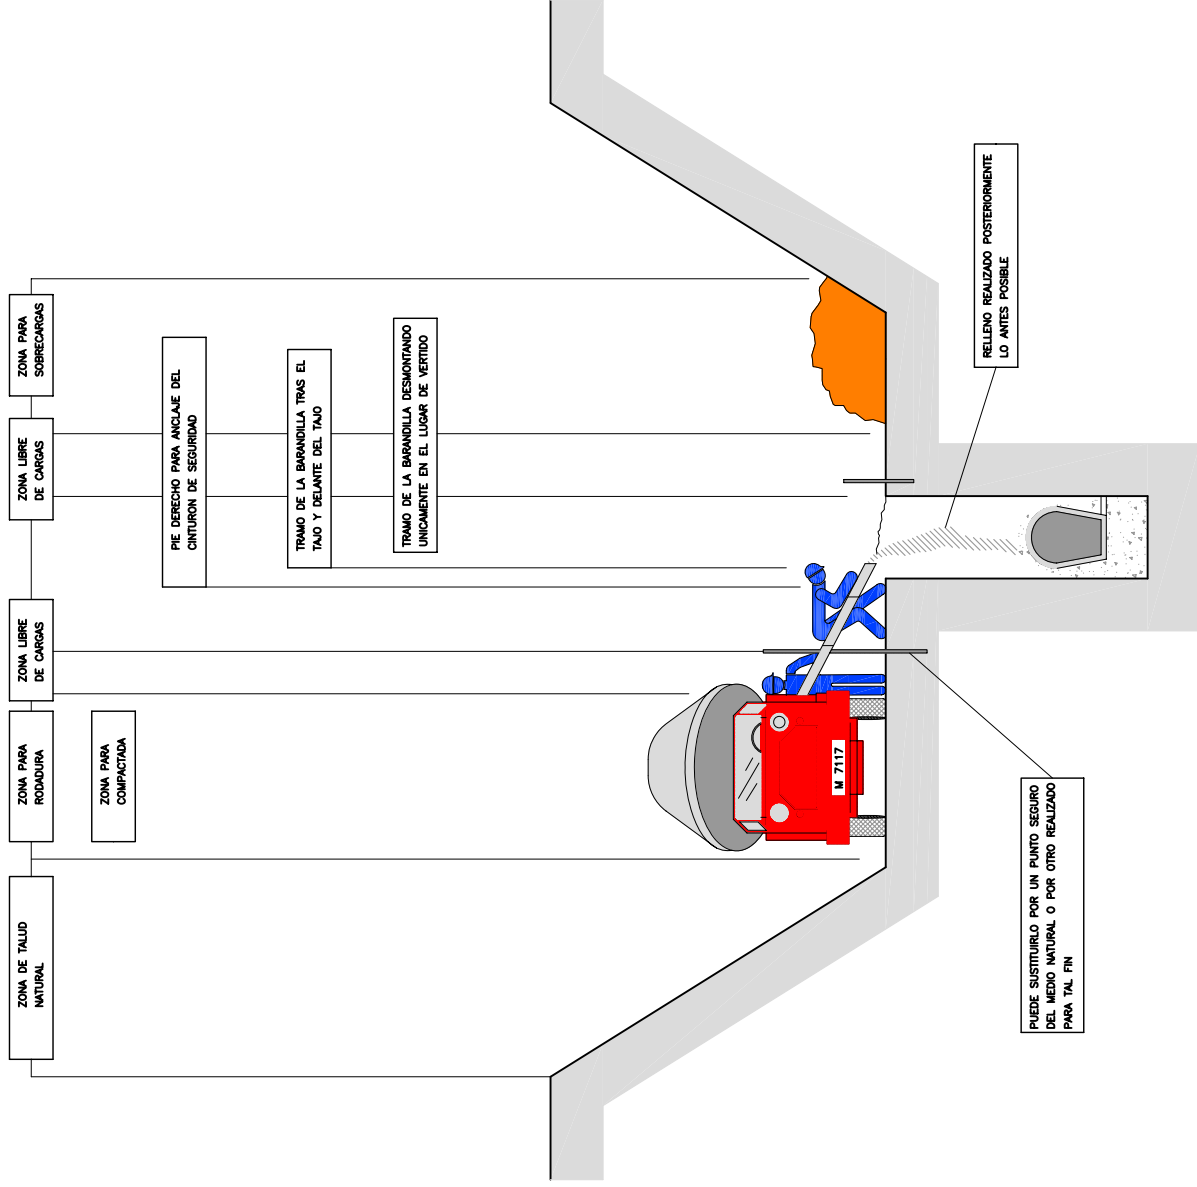 ZONA DE TALUD
NATURAL
ZONA PARA
RODADURA
ZONA LIBRE
DE CARGAS
ZONA LIBRE
DE CARGAS
ZONA PARA
SOBRECARGAS
ZONA PARA
COMPACTADA
PIE DERECHO PARA ANCLAJE DEL
CINTURON DE SEGURIDAD
TRAMO DE LA BARANDILLA TRAS EL
TAJO Y DELANTE DEL TAJO
TRAMO DE LA BARANDILLA DESMONTANDO
UNICAMENTE EN EL LUGAR DE VERTIDO
M 7117
RELLENO REALIZADO POSTERIORMENTE
LO ANTES POSIBLE
PUEDE SUSTITUIRLO POR UN PUNTO SEGURO
DEL MEDIO NATURAL O POR OTRO REALIZADO
PARA TAL FIN